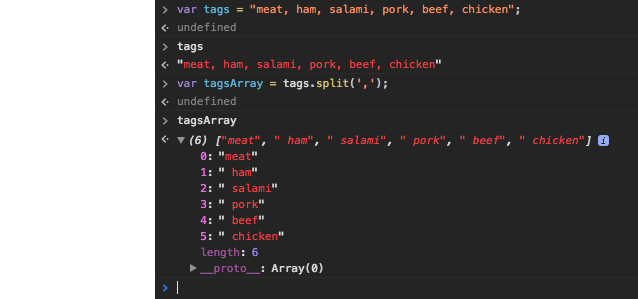 > var tags = "meat, ham, salami, pork, beef, chicken";
<· undefined
> tags
<· "meat, ham, salami, pork, beef, chicken"
> var tagsArray = tags.split(',');
<· undefined
> tagsArray
<· ▼ (6) ["meat", " ham", " salami", " pork", " beef", " chicken"] i
0: "meat"
1: " ham"
2: " salami"
3: " pork"
4: " beef"
5: " chicken"
length: 6
▶ __proto__: Array(0)
>